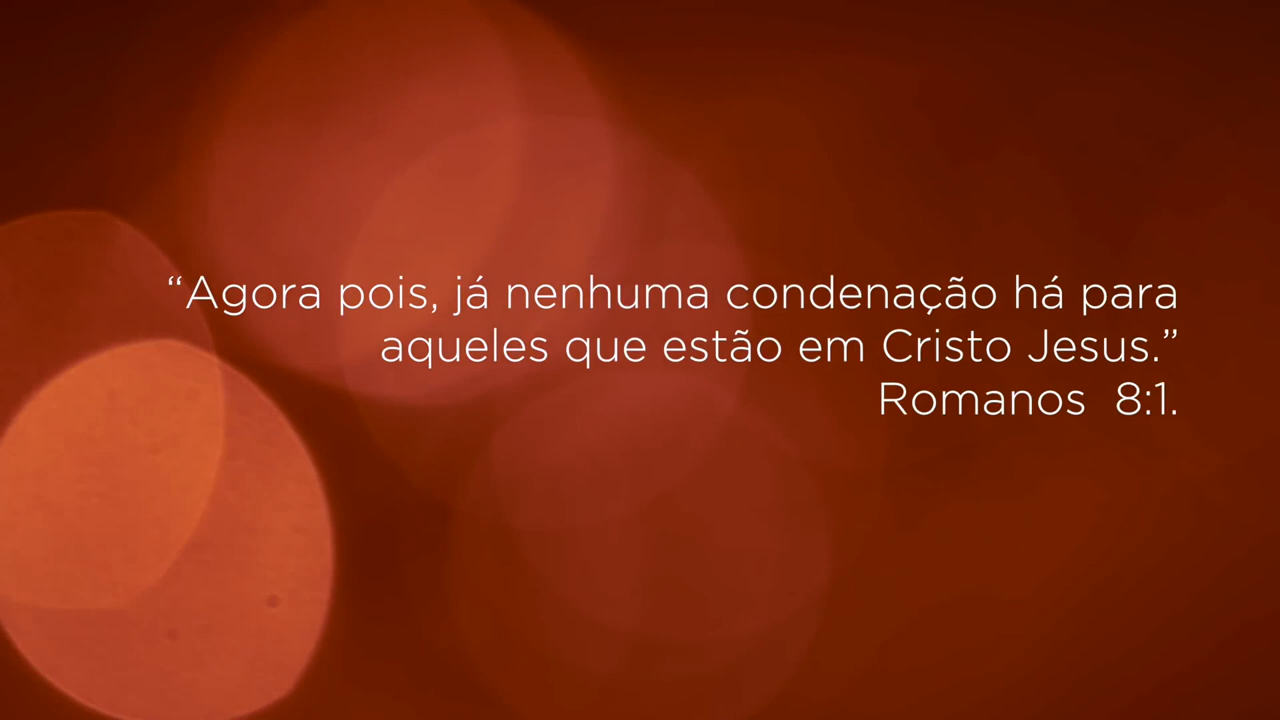 “Agora pois, já nenhuma condenação há para
aqueles que estão em Cristo Jesus.”
Romanos 8:1.